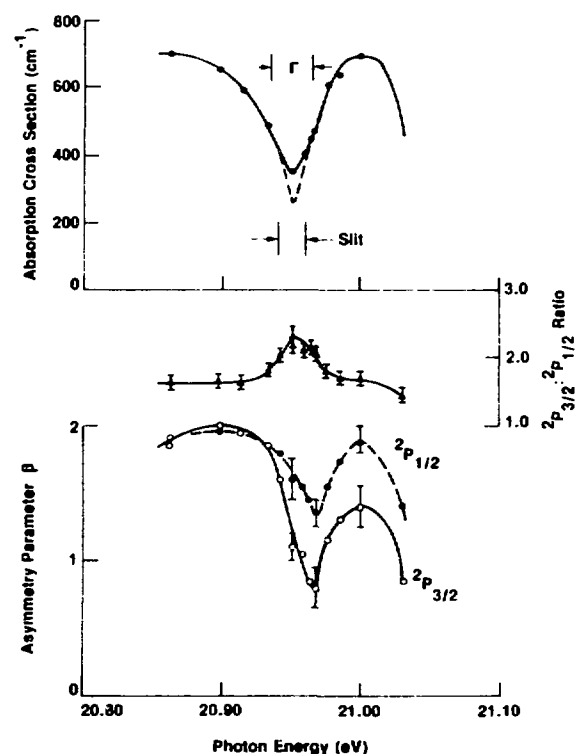 Absorption Cross Section (cm⁻¹)
800
600
400
200
0
Γ
Slit
3.0
2.0
1.0
²P3/2:²P1/2 Ratio
Asymmetry Parameter β
2
1
0
²P1/2
²P3/2
20.80
20.90
21.00
21.10
Photon Energy (eV)